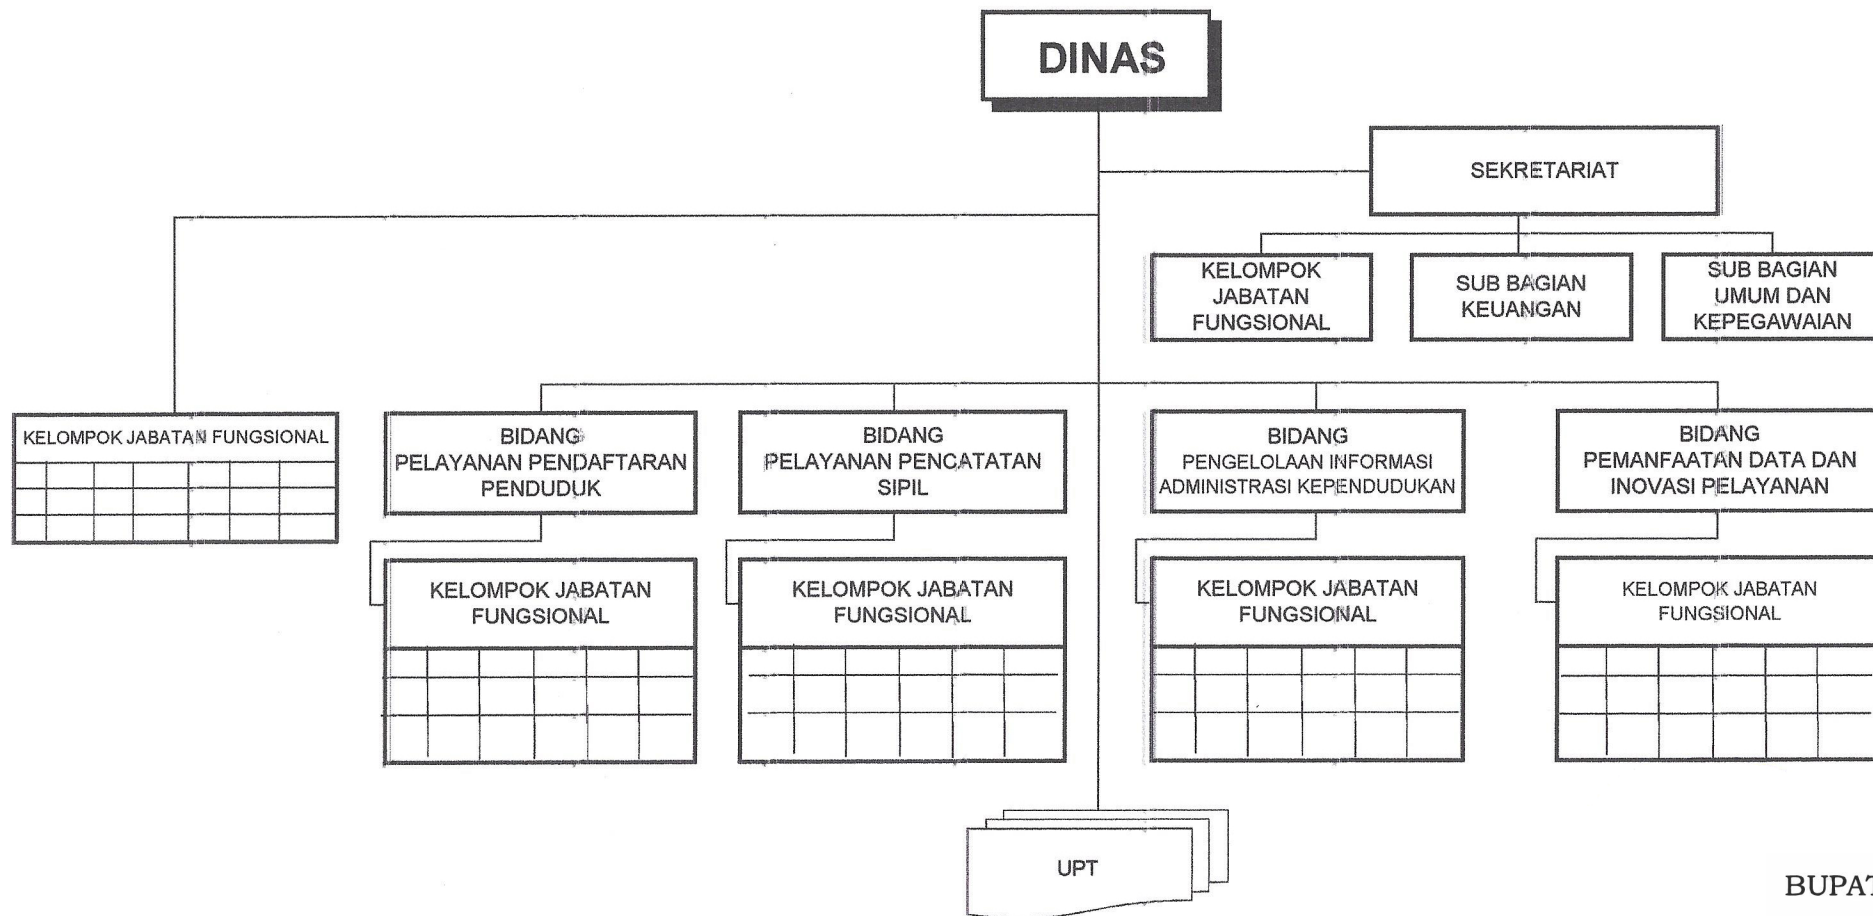 DINAS
SEKRETARIAT
KELOMPOK
JABATAN
FUNGSIONAL
SUB BAGIAN
KEUANGAN
SUB BAGIAN
UMUM DAN
KEPEGAWAIAN
KELOMPOK JABATAN FUNGSIONAL
BIDANG
PELAYANAN PENDAFTARAN
PENDUDUK
BIDANG
PELAYANAN PENCATATAN
SIPIL
BIDANG
PENGELOLAAN INFORMASI
ADMINISTRASI KEPENDUDUKAN
BIDANG
PEMANFAATAN DATA DAN
INOVASI PELAYANAN
KELOMPOK JABATAN
FUNGSIONAL
KELOMPOK JABATAN
FUNGSIONAL
KELOMPOK JABATAN
FUNGSIONAL
KELOMPOK JABATAN
FUNGSIONAL
UPT
BUPAT